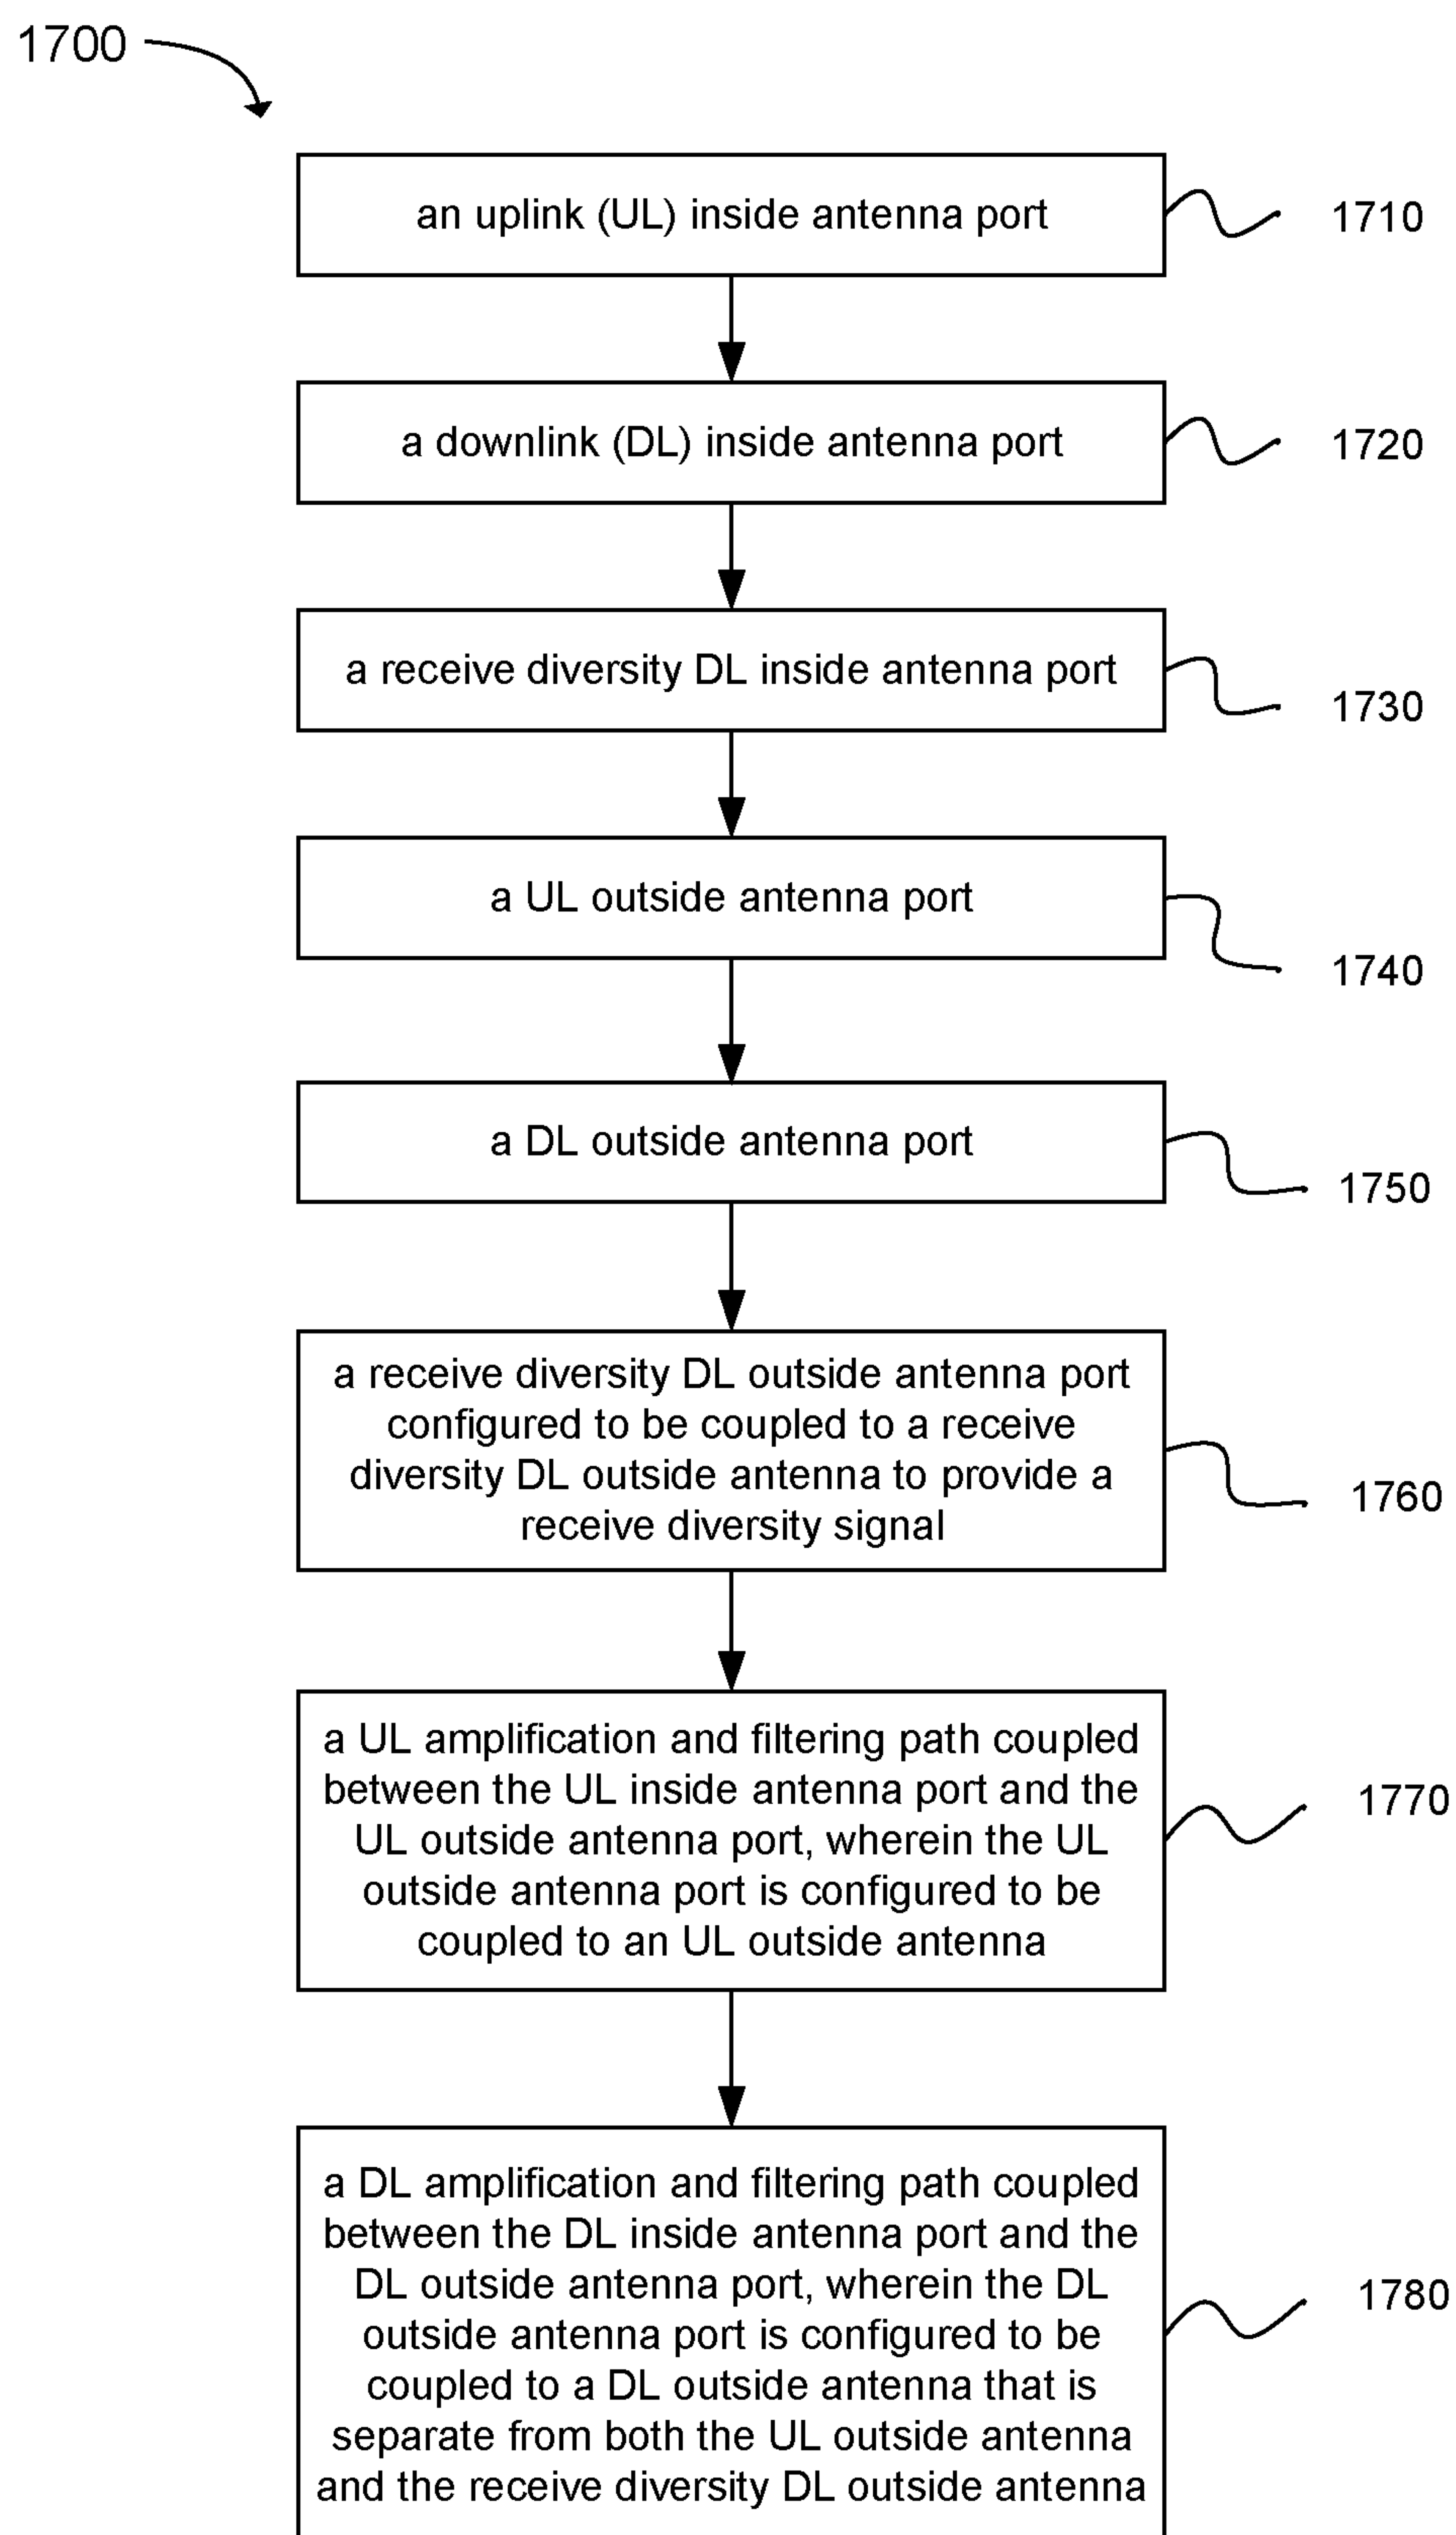 1700
an uplink (UL) inside antenna port
1710
a downlink (DL) inside antenna port
1720
a receive diversity DL inside antenna port
1730
a UL outside antenna port
1740
a DL outside antenna port
1750
a receive diversity DL outside antenna port
configured to be coupled to a receive
diversity DL outside antenna to provide a
receive diversity signal
1760
a UL amplification and filtering path coupled
between the UL inside antenna port and the
UL outside antenna port, wherein the UL
outside antenna port is configured to be
coupled to an UL outside antenna
1770
a DL amplification and filtering path coupled
between the DL inside antenna port and the
DL outside antenna port, wherein the DL
outside antenna port is configured to be
coupled to a DL outside antenna that is
separate from both the UL outside antenna
and the receive diversity DL outside antenna
1780